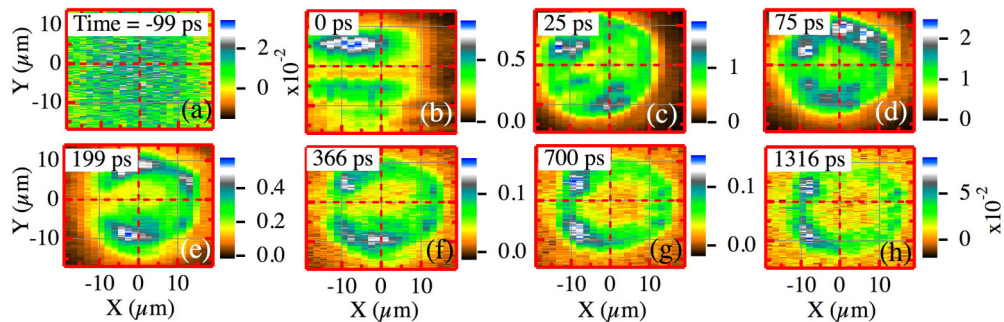 Time = -99 ps
0 ps
25 ps
75 ps
Y (µm)
10
0
-10
2
0
x10⁻²
0.5
0.0
1
0
2
1
0
(a)
(b)
(c)
(d)
199 ps
366 ps
700 ps
1316 ps
Y (µm)
10
0
-10
0.4
0.2
0.0
0.1
0.0
0.1
0.0
5
0
x10⁻²
(e)
(f)
(g)
(h)
-10 0 10
-10 0 10
-10 0 10
-10 0 10
X (µm)
X (µm)
X (µm)
X (µm)